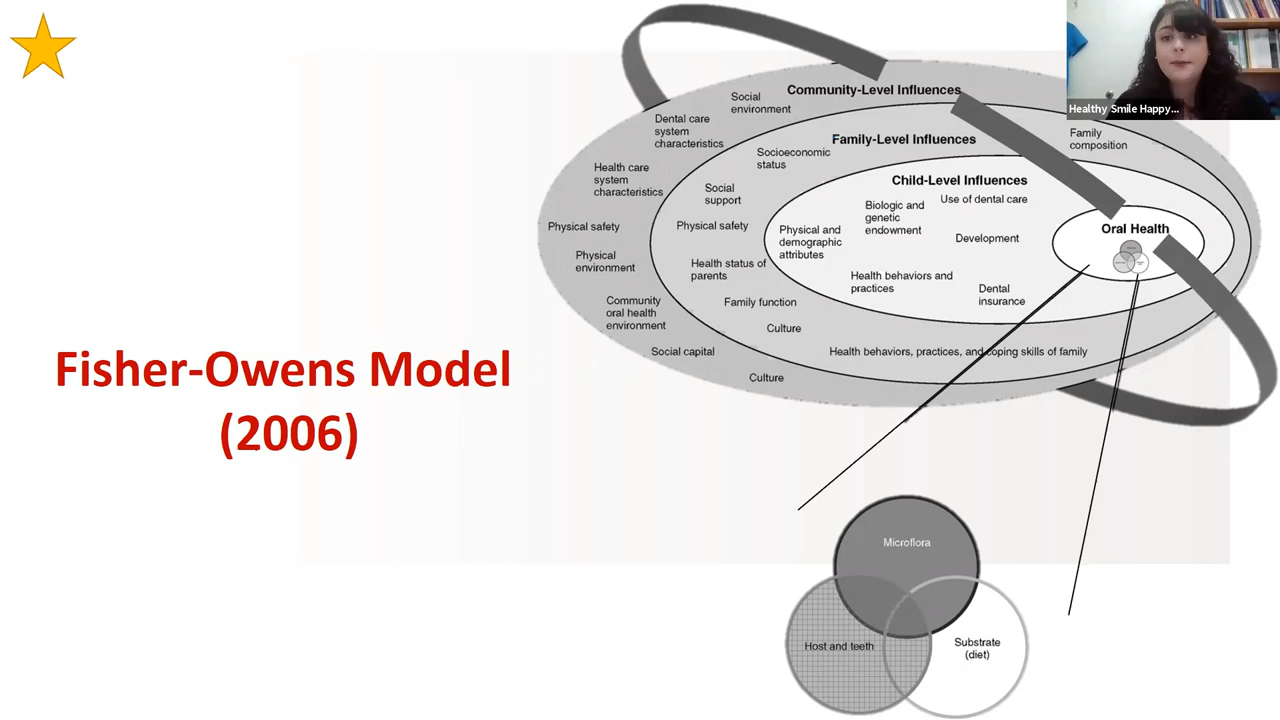 Healthy Smile Happy...
Fisher-Owens Model
(2006)
Community-Level Influences
Social
environment
Dental care
system
characteristics
Health care
system
characteristics
Physical safety
Physical
environment
Community
oral health
environment
Social capital
Culture
Family-Level Influences
Family
composition
Socioeconomic
status
Social
support
Physical safety
Health status of
parents
Family function
Culture
Health behaviors, practices, and coping skills of family
Child-Level Influences
Use of dental care
Biologic and
genetic
endowment
Physical and
demographic
attributes
Development
Health behaviors and
practices
Dental
insurance
Oral Health
Microflora
Host and teeth
Substrate
(diet)